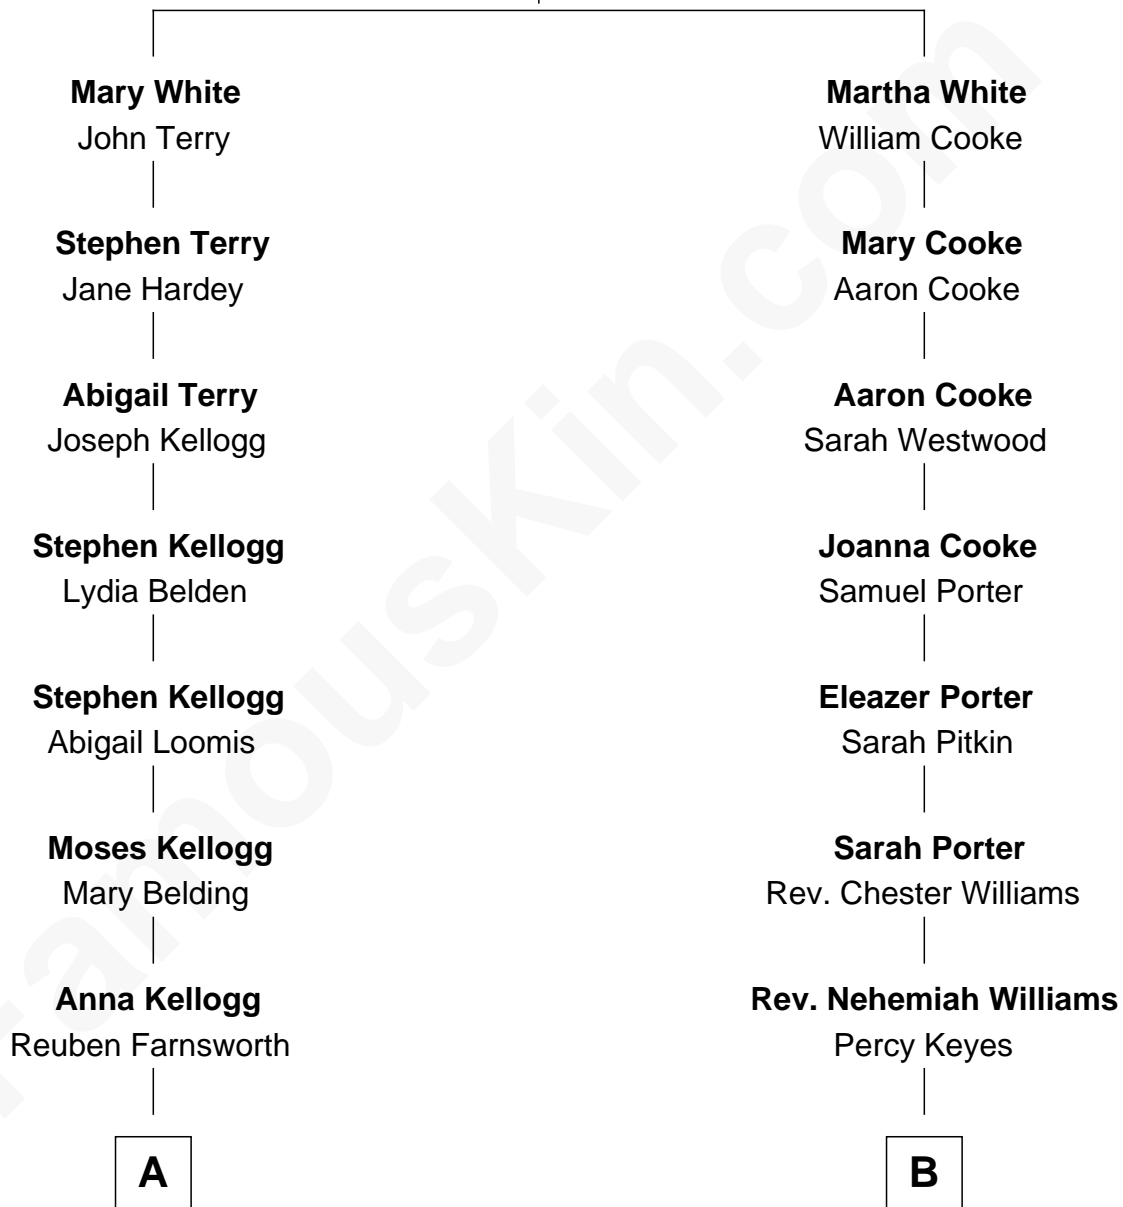 Mary White
John Terry
Stephen Terry
Jane Hardey
Abigail Terry
Joseph Kellogg
Stephen Kellogg
Lydia Belden
Stephen Kellogg
Abigail Loomis
Moses Kellogg
Mary Belding
Anna Kellogg
Reuben Farnsworth
A
Martha White
William Cooke
Mary Cooke
Aaron Cooke
Aaron Cooke
Sarah Westwood
Joanna Cooke
Samuel Porter
Eleazer Porter
Sarah Pitkin
Sarah Porter
Rev. Chester Williams
Rev. Nehemiah Williams
Percy Keyes
B
FamousKin.com